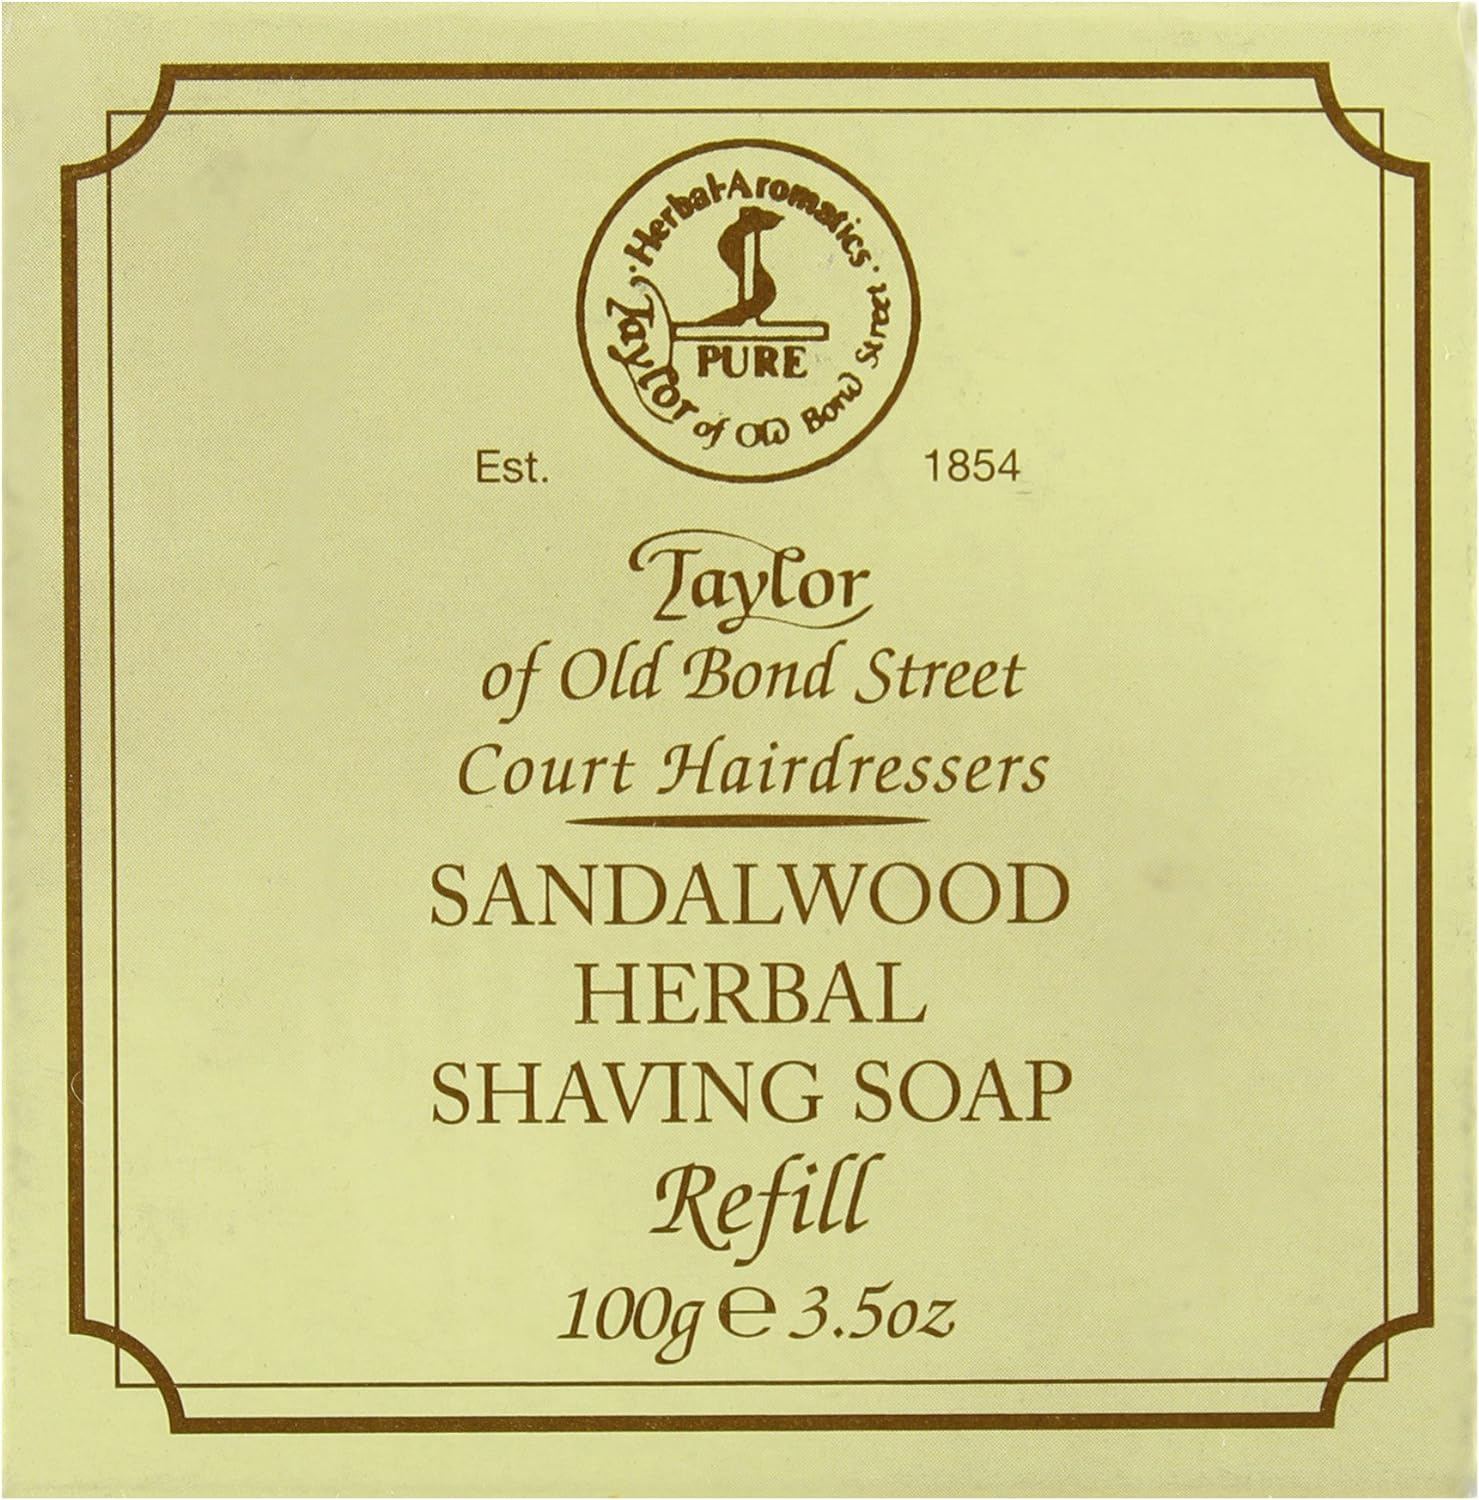 Herbal-Aromatics
PURE
Taylor of Old Bond Street
Est. 1854
Taylor
of Old Bond Street
Court Hairdressers
SANDALWOOD
HERBAL
SHAVING SOAP
Refill
100g ℮ 3.5oz